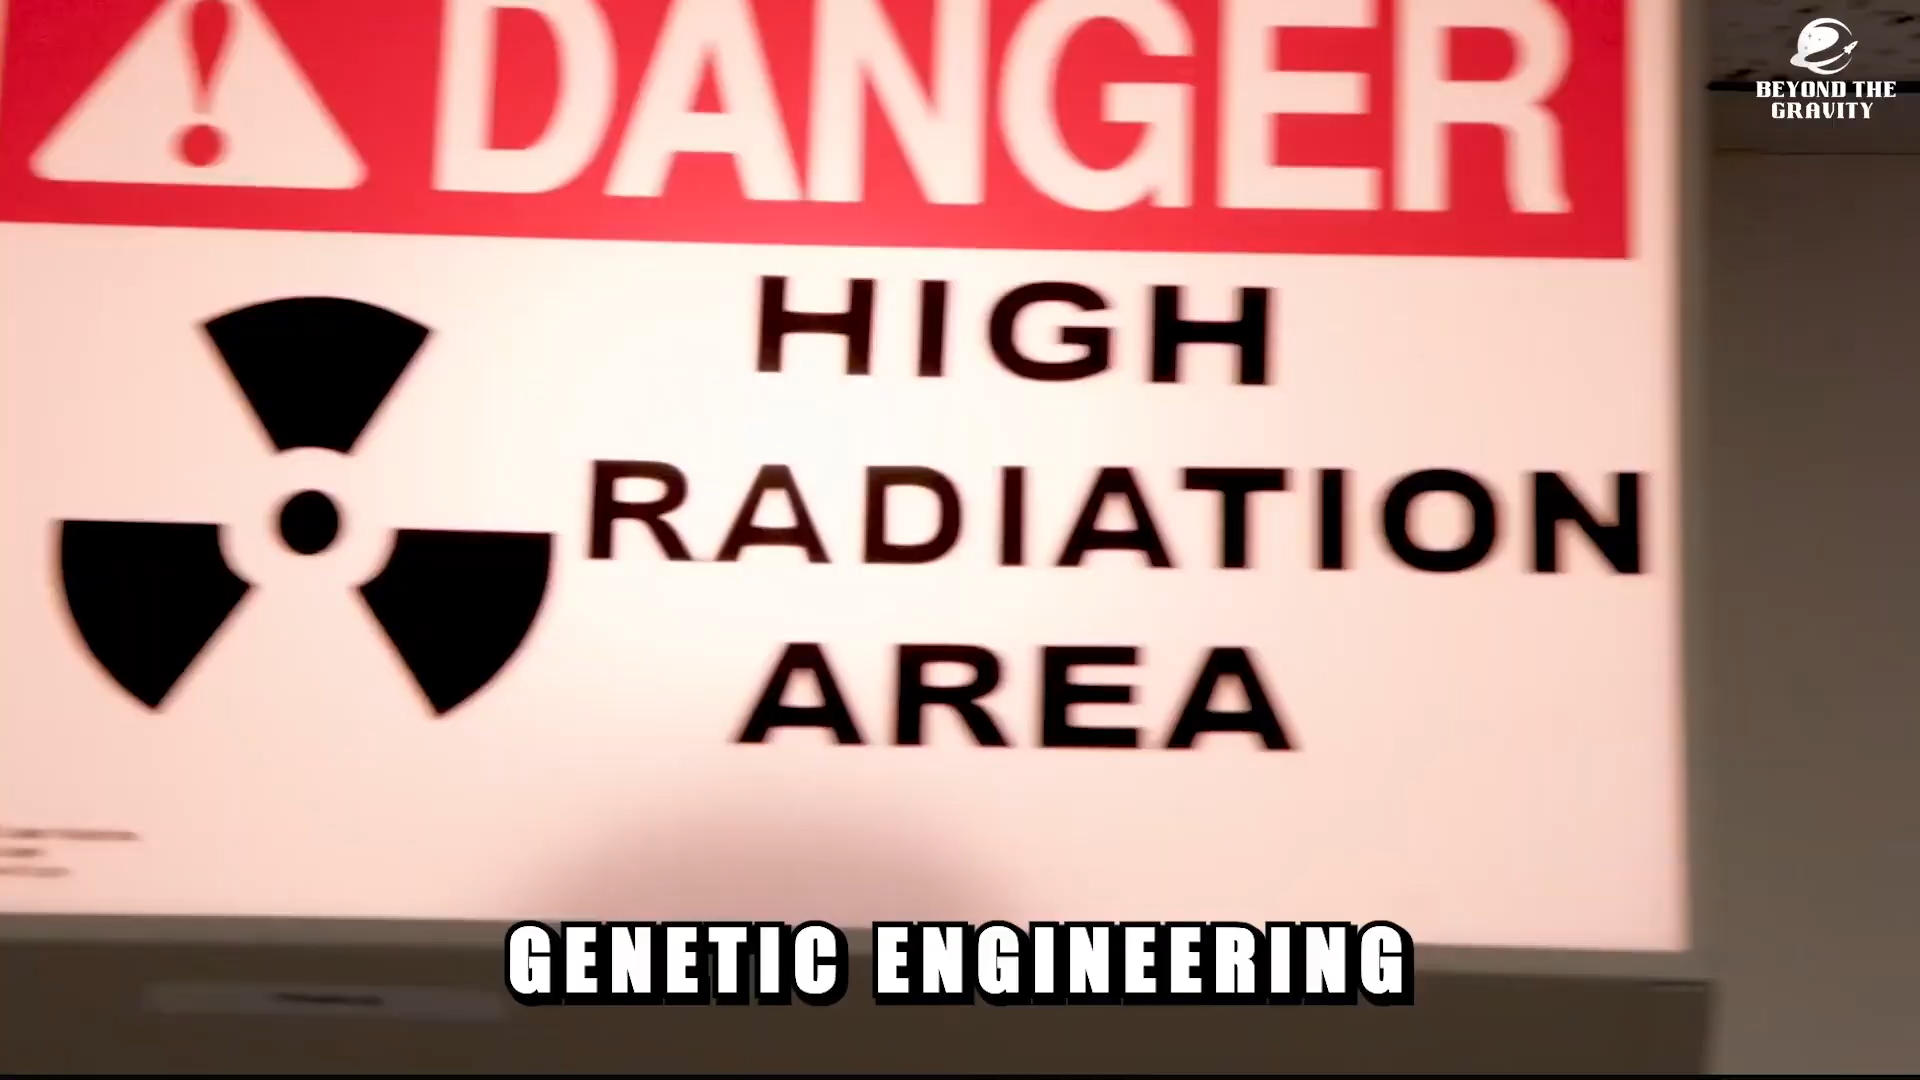 DANGER
BEYOND THE
GRAVITY
HIGH
RADIATION
AREA
GENETIC ENGINEERING